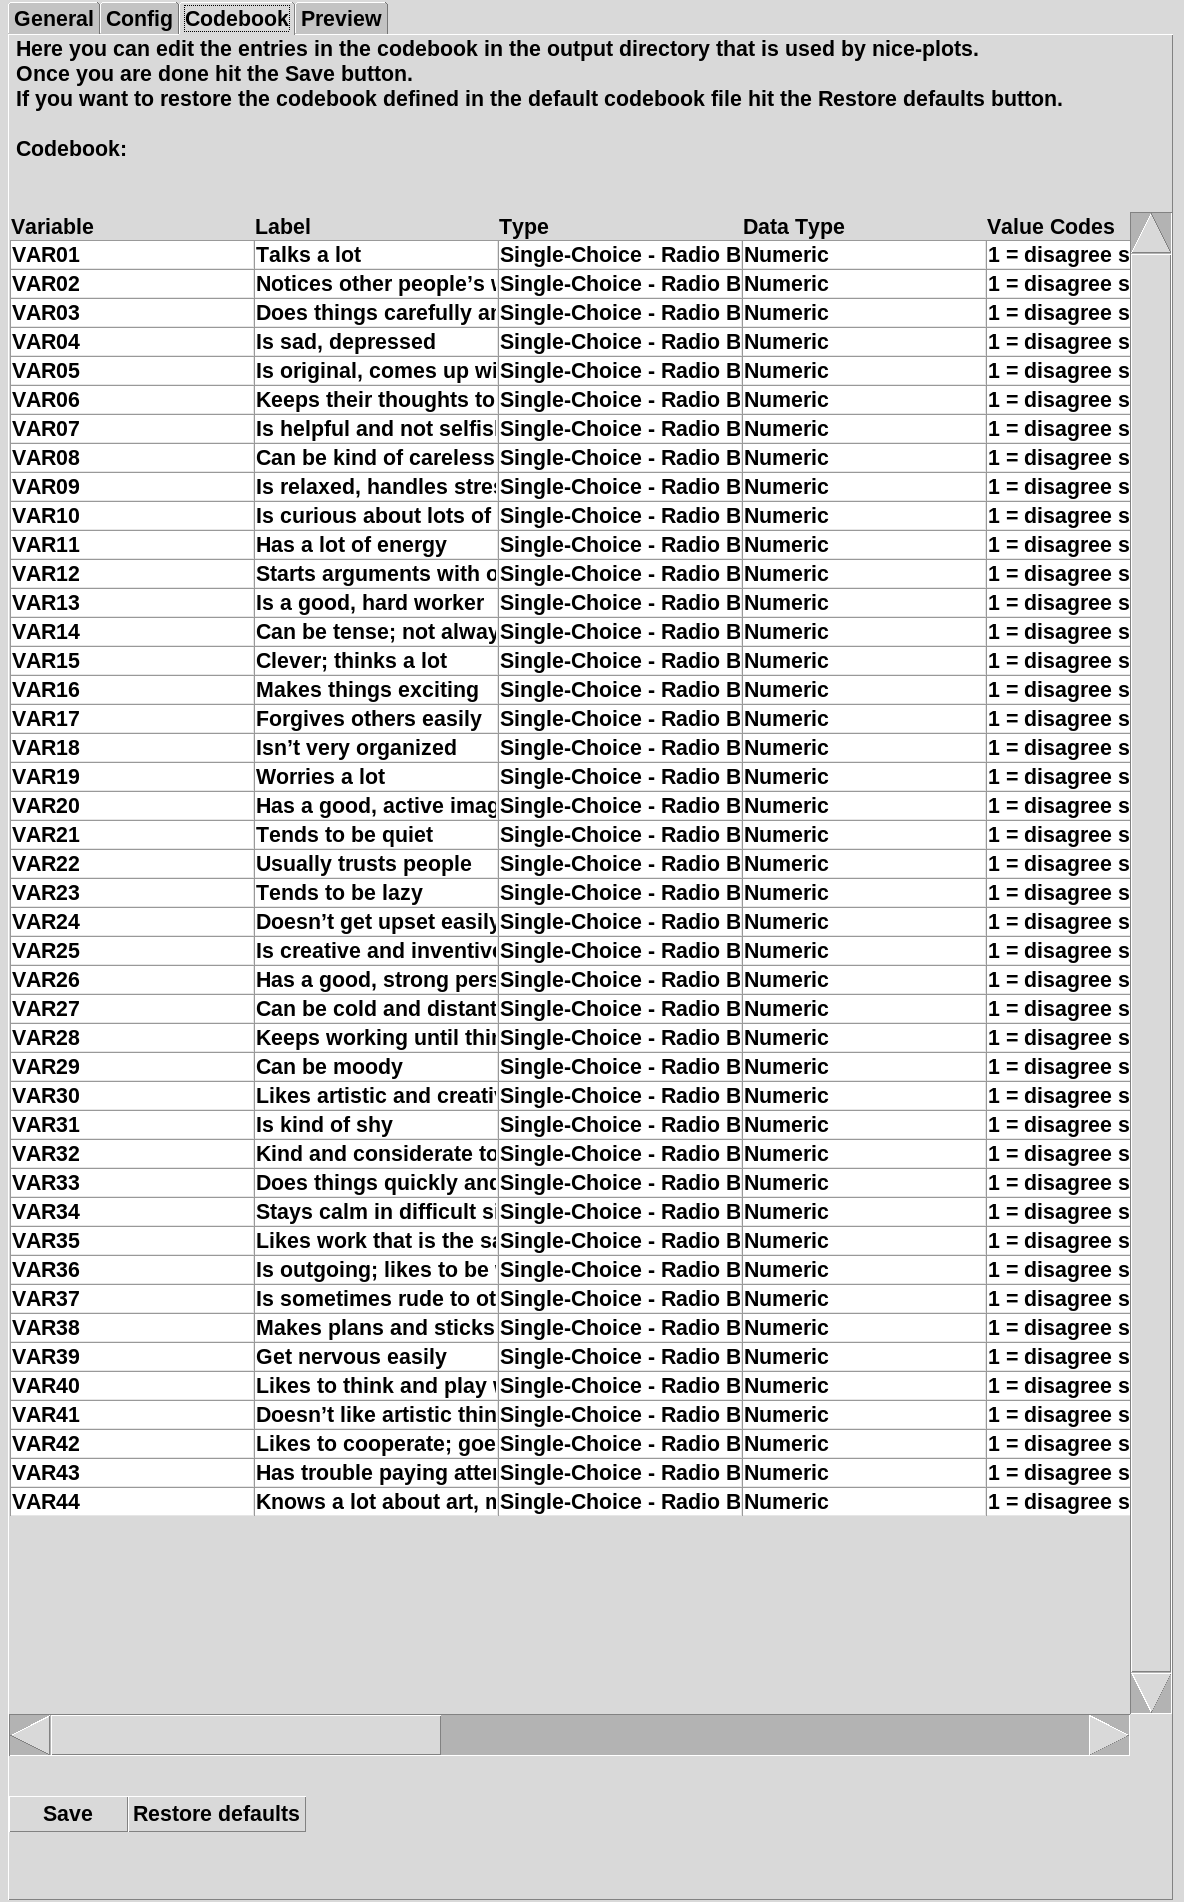 General Config Codebook Preview
Here you can edit the entries in the codebook in the output directory that is used by nice-plots.
Once you are done hit the Save button.
If you want to restore the codebook defined in the default codebook file hit the Restore defaults button.
Codebook:
Variable Label Type Data Type Value Codes
VAR01 Talks a lot Single-Choice - Radio B Numeric 1 = disagree s
VAR02 Notices other people’s Single-Choice - Radio B Numeric 1 = disagree s
VAR03 Does things carefully Single-Choice - Radio B Numeric 1 = disagree s
VAR04 Is sad, depressed Single-Choice - Radio B Numeric 1 = disagree s
VAR05 Is original, comes up wi Single-Choice - Radio B Numeric 1 = disagree s
VAR06 Keeps their thoughts to Single-Choice - Radio B Numeric 1 = disagree s
VAR07 Is helpful and not selfis Single-Choice - Radio B Numeric 1 = disagree s
VAR08 Can be kind of careless Single-Choice - Radio B Numeric 1 = disagree s
VAR09 Is relaxed, handles stres Single-Choice - Radio B Numeric 1 = disagree s
VAR10 Is curious about lots of Single-Choice - Radio B Numeric 1 = disagree s
VAR11 Has a lot of energy Single-Choice - Radio B Numeric 1 = disagree s
VAR12 Starts arguments with o Single-Choice - Radio B Numeric 1 = disagree s
VAR13 Is a good, hard worker Single-Choice - Radio B Numeric 1 = disagree s
VAR14 Can be tense; not alway Single-Choice - Radio B Numeric 1 = disagree s
VAR15 Clever; thinks a lot Single-Choice - Radio B Numeric 1 = disagree s
VAR16 Makes things exciting Single-Choice - Radio B Numeric 1 = disagree s
VAR17 Forgives others easily Single-Choice - Radio B Numeric 1 = disagree s
VAR18 Isn’t very organized Single-Choice - Radio B Numeric 1 = disagree s
VAR19 Worries a lot Single-Choice - Radio B Numeric 1 = disagree s
VAR20 Has a good, active imag Single-Choice - Radio B Numeric 1 = disagree s
VAR21 Tends to be quiet Single-Choice - Radio B Numeric 1 = disagree s
VAR22 Usually trusts people Single-Choice - Radio B Numeric 1 = disagree s
VAR23 Tends to be lazy Single-Choice - Radio B Numeric 1 = disagree s
VAR24 Doesn’t get upset easily Single-Choice - Radio B Numeric 1 = disagree s
VAR25 Is creative and inventive Single-Choice - Radio B Numeric 1 = disagree s
VAR26 Has a good, strong pers Single-Choice - Radio B Numeric 1 = disagree s
VAR27 Can be cold and distant Single-Choice - Radio B Numeric 1 = disagree s
VAR28 Keeps working until thin Single-Choice - Radio B Numeric 1 = disagree s
VAR29 Can be moody Single-Choice - Radio B Numeric 1 = disagree s
VAR30 Likes artistic and creativ Single-Choice - Radio B Numeric 1 = disagree s
VAR31 Is kind of shy Single-Choice - Radio B Numeric 1 = disagree s
VAR32 Kind and considerate to Single-Choice - Radio B Numeric 1 = disagree s
VAR33 Does things quickly and Single-Choice - Radio B Numeric 1 = disagree s
VAR34 Stays calm in difficult si Single-Choice - Radio B Numeric 1 = disagree s
VAR35 Likes work that is the sa Single-Choice - Radio B Numeric 1 = disagree s
VAR36 Is outgoing; likes to be Single-Choice - Radio B Numeric 1 = disagree s
VAR37 Is sometimes rude to ot Single-Choice - Radio B Numeric 1 = disagree s
VAR38 Makes plans and sticks Single-Choice - Radio B Numeric 1 = disagree s
VAR39 Get nervous easily Single-Choice - Radio B Numeric 1 = disagree s
VAR40 Likes to think and play Single-Choice - Radio B Numeric 1 = disagree s
VAR41 Doesn’t like artistic thin Single-Choice - Radio B Numeric 1 = disagree s
VAR42 Likes to cooperate; goe Single-Choice - Radio B Numeric 1 = disagree s
VAR43 Has trouble paying atten Single-Choice - Radio B Numeric 1 = disagree s
VAR44 Knows a lot about art, m Single-Choice - Radio B Numeric 1 = disagree s
Save Restore defaults